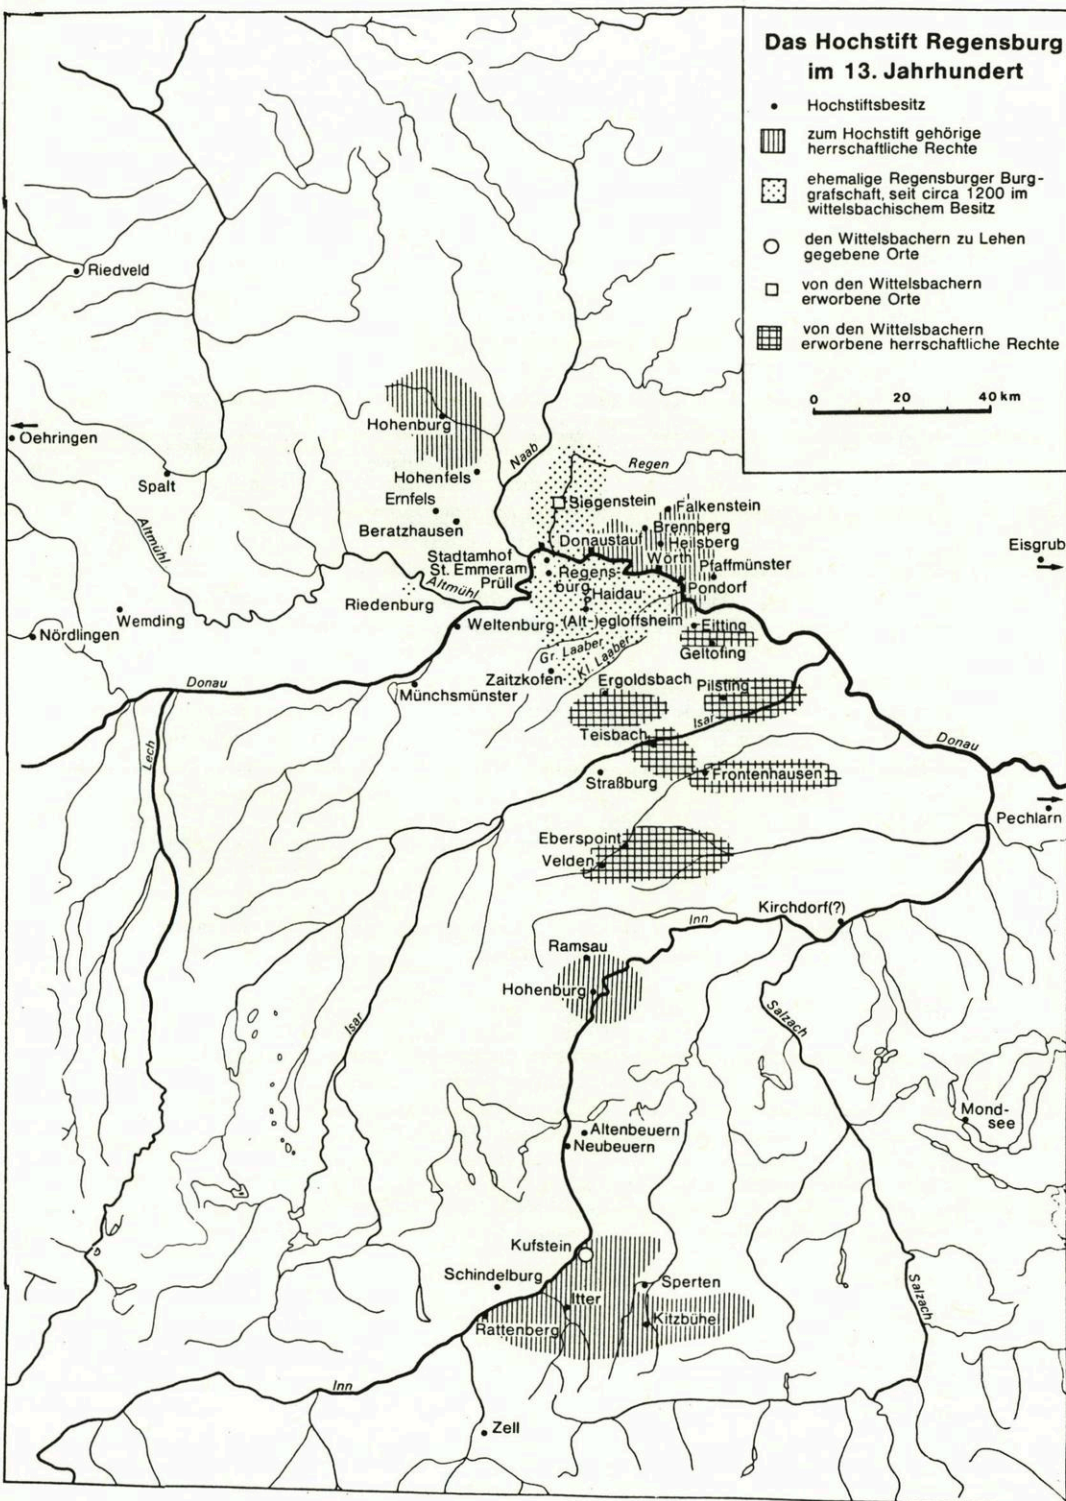 Das Hochstift Regensburg
im 13. Jahrhundert
Hochstiftsbesitz
zum Hochstift gehörige
herrschaftliche Rechte
ehemalige Regensburger Burg-
grafschaft, seit circa 1200 im
wittelsbachischem Besitz
den Wittelsbachern zu Lehen
gegebene Orte
von den Wittelsbachern
erworbene Orte
von den Wittelsbachern
erworbene herrschaftliche Rechte
0 20 40 km
Riedveld
Oehringen
Spalt
Altmühl
Wemding
Nördlingen
Hohenburg
Hohenfels
Ernfels
Beratzhausen
Naab
Regen
Siegenstein
Falkenstein
Brennberg
Heilsberg
Donaustauf
Wörth
Pfaffmünster
Pondorf
Eisgrub
Stadtamhof
St. Emmeram
Prüll
Altmühl
Riedenburg
Regens-
burg
Haidau
(Alt-)egloffsheim
Weltenburg
Eitting
Geltofing
Gr. Laaber
Kl. Laaber
Zaitzkofen
Münchsmünster
Donau
Lech
Ergoldsbach
Pilsting
Isar
Teisbach
Straßburg
Frontenhausen
Donau
Pechlarn
Eberspoint
Velden
Kirchdorf(?)
Inn
Ramsau
Hohenburg
Isar
Salzach
Mond-
see
Altenbeuern
Neubeuern
Kufstein
Schindelburg
Sperten
Itter
Kitzbühel
Rattenberg
Salzach
Inn
Zell